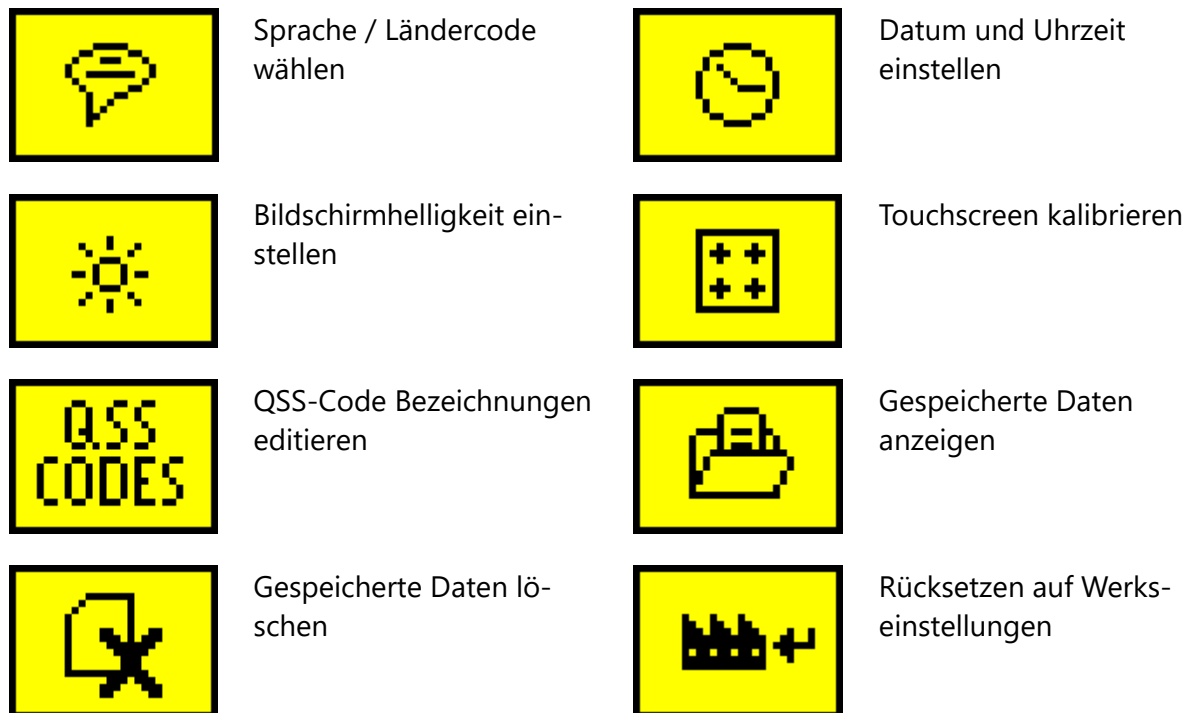 Sprache / Ländercode
wählen
Datum und Uhrzeit
einstellen
Bildschirmhelligkeit ein-
stellen
Touchscreen kalibrieren
QSS
CODES
QSS-Code Bezeichnungen
editieren
Gespeicherte Daten
anzeigen
Gespeicherte Daten lö-
schen
Rücksetzen auf Werks-
einstellungen